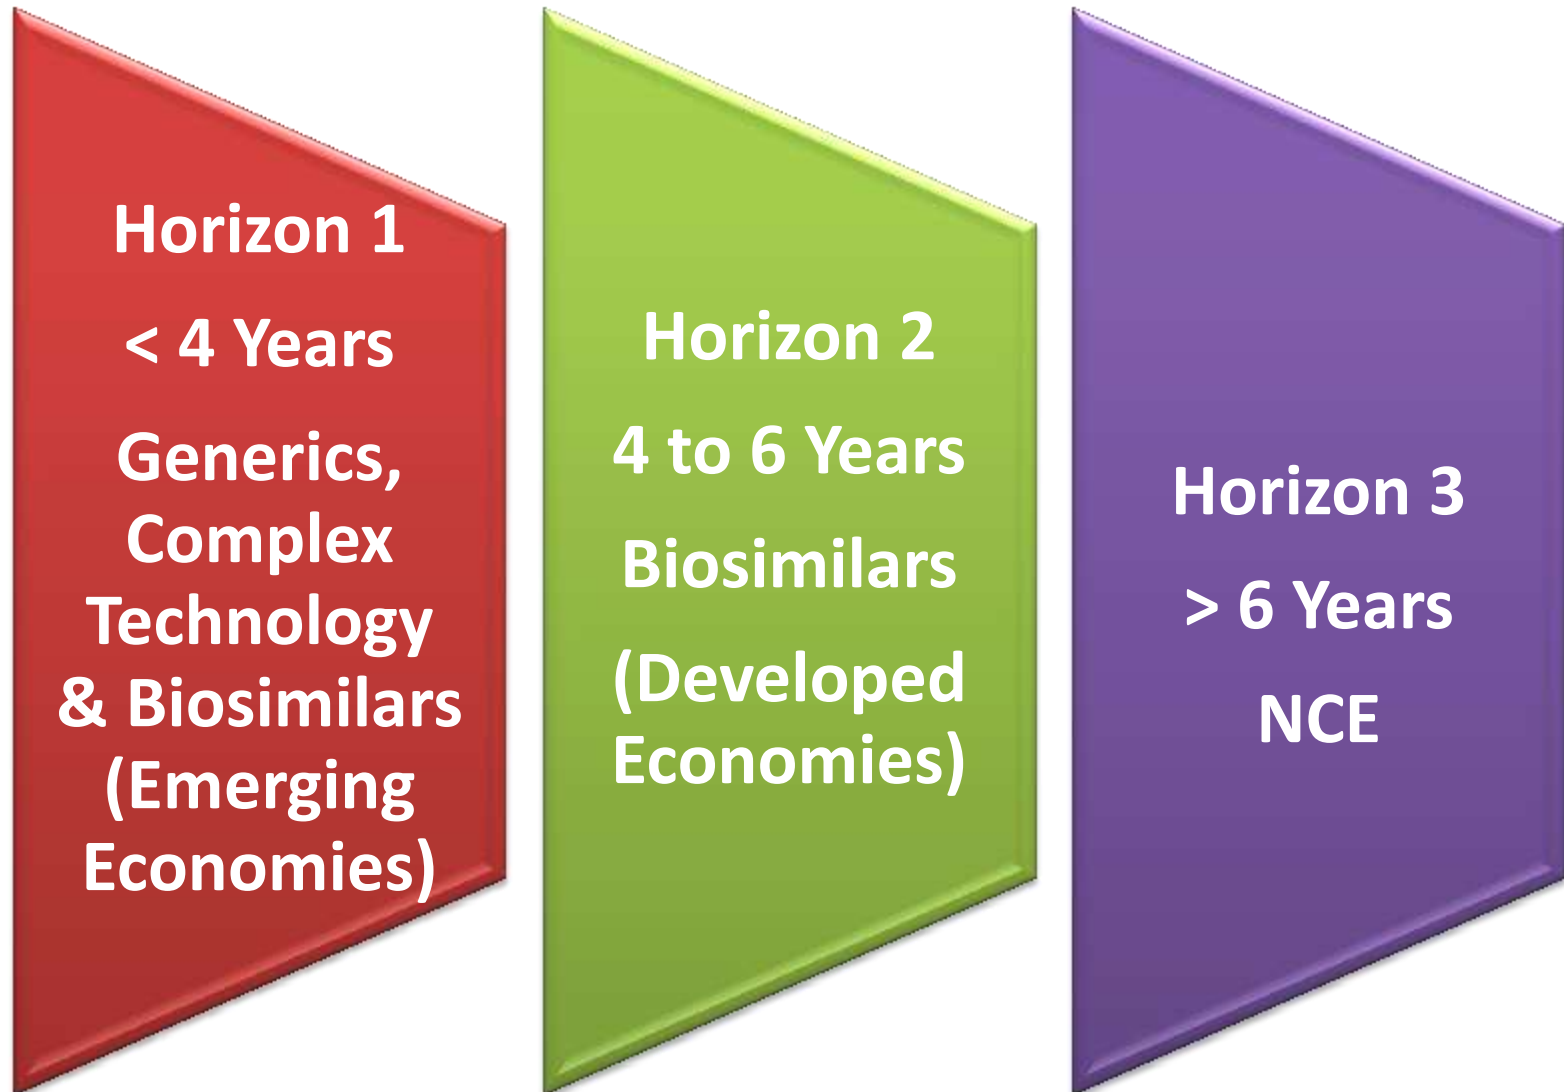 Horizon 1
< 4 Years
Generics,
Complex
Technology
& Biosimilars
(Emerging
Economies)
Horizon 2
4 to 6 Years
Biosimilars
(Developed
Economies)
Horizon 3
> 6 Years
NCE